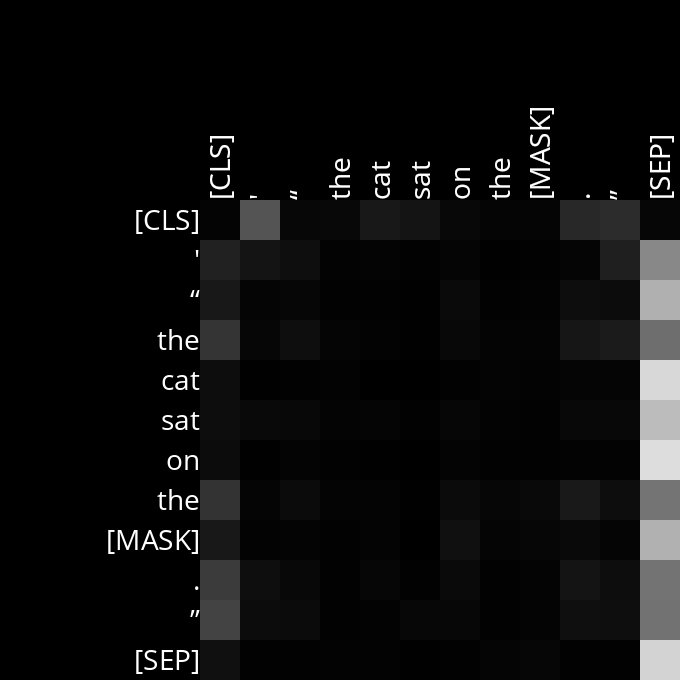 [CLS] ' “ the cat sat on the [MASK] . ” [SEP]
[CLS]
'
“
the
cat
sat
on
the
[MASK]
.
”
[SEP]